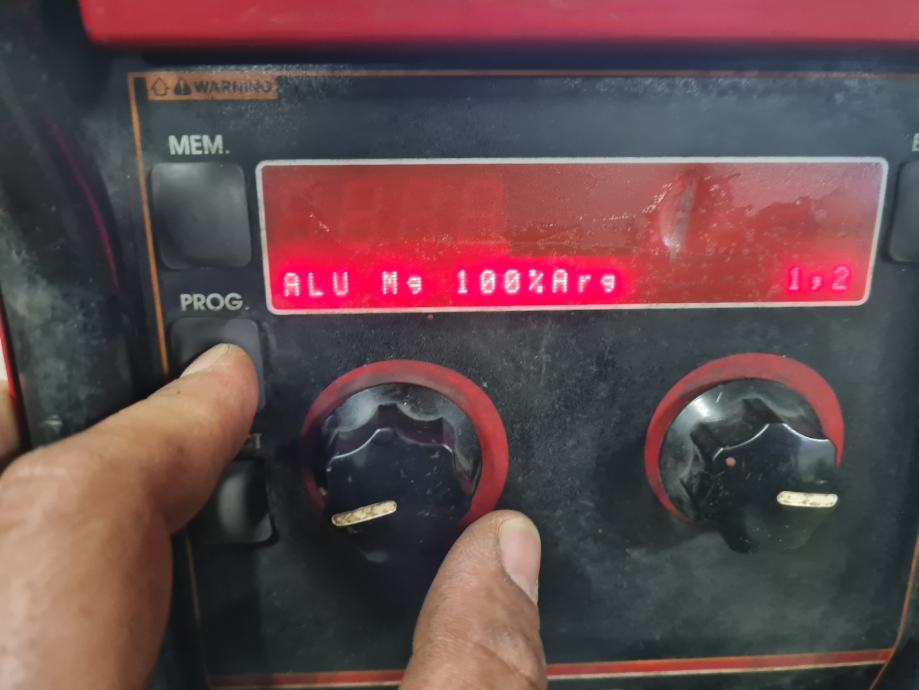 WARNING
MEM.
ALU Mg 100%Arg 1,2
PROG.